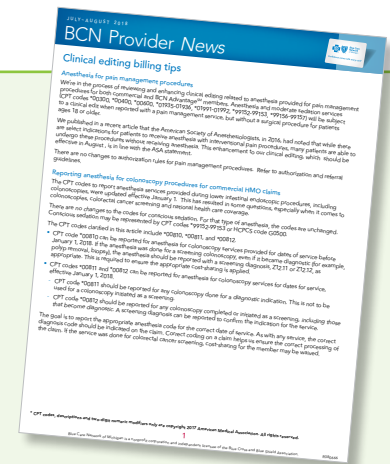 JULY–AUGUST 2018
BCN Provider News
Clinical editing billing tips
Anesthesia for pain management procedures
We're in the process of reviewing and enhancing clinical editing related to anesthesia provided for pain management
procedures for both commercial and BCN Advantage℠ members. Anesthesia and moderate sedation services
(CPT codes *00300, *00400, *00600, *01935-01936, *01991-01992, *99152-99153, *99156-99157) will be subject
to a clinical edit when reported with a pain management service, but without a surgical procedure for patients
ages 18 or older.
We published in a recent article that the American Society of Anesthesiologists, in 2016, had noted that while there
are select indications for patients to receive anesthesia with interventional pain procedures, many patients are able to
undergo these procedures without receiving anesthesia. This enhancement to our clinical editing, which should be
effective in August, is in line with the ASA statement.
There are no changes to authorization rules for pain management procedures. Refer to authorization and referral
guidelines.
Reporting anesthesia for colonoscopy procedures for commercial HMO claims
The CPT codes to report anesthesia services provided during lower intestinal endoscopic procedures, including
colonoscopies, were updated effective January 1. This has resulted in some questions, especially when it comes to
colonoscopies, colorectal cancer screening and national health care coverage.
There are no changes to the codes for conscious sedation. For that type of anesthesia, the codes are unchanged.
Conscious sedation may be represented by CPT codes *99152-99153 or HCPCS code G0500.
The CPT codes clarified in this article include *00810, *00811, and *00812.
• CPT code *00810 can be reported for anesthesia for colonoscopy services provided for dates of service before
January 1, 2018. If the anesthesia was done for a screening colonoscopy, even if it became diagnostic (for example,
polyp removal, biopsy), the anesthesia should be reported with a screening diagnosis, Z12.11 or Z12.12, as
appropriate. This is required to ensure the appropriate cost-sharing is applied.
• CPT codes *00811 and *00812 can be reported for anesthesia for colonoscopy services for dates for service,
effective January 1, 2018.
- CPT code *00811 should be reported for any colonoscopy done for a diagnostic indication. This is not to be
used for a colonoscopy initiated as a screening.
- CPT code *00812 should be reported for any colonoscopy completed or initiated as a screening, including those
that become diagnostic. A screening diagnosis can be reported to confirm the indication for the service.
The goal is to report the appropriate anesthesia code for the correct date of service. As with any service, the correct
diagnosis code should be indicated on the claim. Correct coding on a claim helps us ensure the correct processing of
the claim. If the service was done for colorectal cancer screening, cost-sharing for the member may be waived.
* CPT codes, descriptions and two-digit numeric modifiers only are copyright 2017 American Medical Association. All rights reserved.
1
Blue Care Network of Michigan is a nonprofit corporation and independent licensee of the Blue Cross and Blue Shield Association.